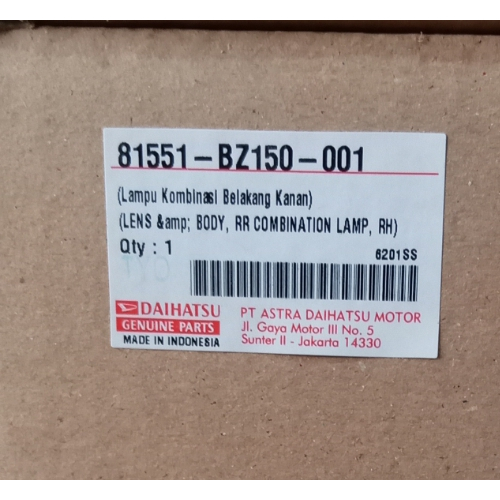 81551-BZ150-001
(Lampu Kombinasi Belakang Kanan)
(LENS &amp; BODY, RR COMBINATION LAMP, RH)
Qty : 1
6201SS
DAIHATSU
GENUINE PARTS
MADE IN INDONESIA
PT ASTRA DAIHATSU MOTOR
Jl. Gaya Motor III No. 5
Sunter II - Jakarta 14330